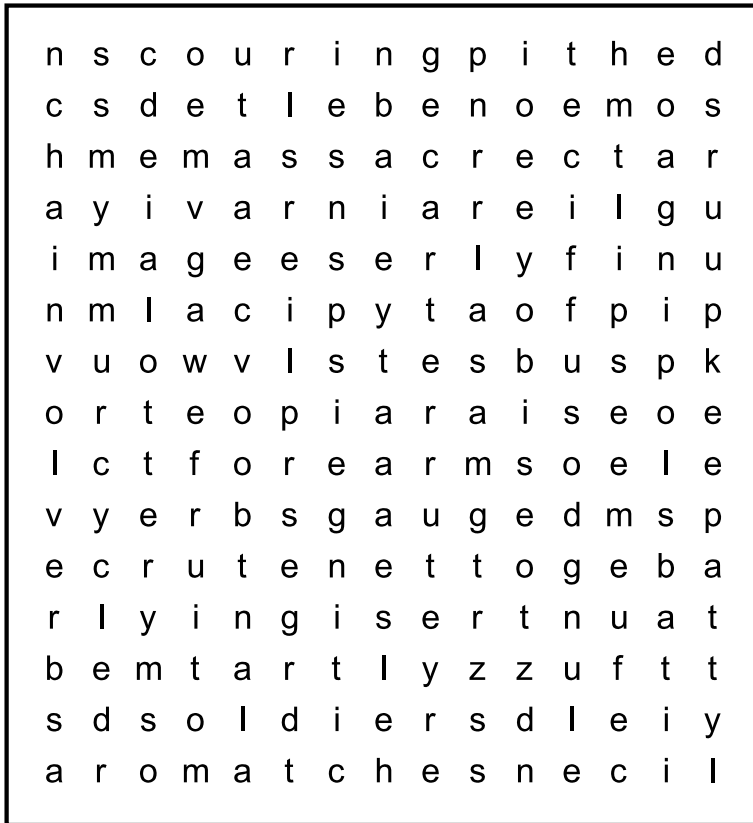 n s c o u r i n g p i t h e d
c s d e t l e b e n o e m o s
h m e m a s s a c r e c t a r
a y i v a r n i a r e i l g u
i m a g e e s e r l y f i n u
n m l a c i p y t a o f p i p
v u o w v l s t e s b u s p k
o r t e o p i a r a i s e o e
l c t f o r e a r m s o e l e
v y e r b s g a u g e d m s p
e c r u t e n e t t o g e b a
r l y i n g i s e r t n u a t
b e m t a r t l y z z u f t t
s d s o l d i e r s d l e i y
a r o m a t c h e s n e c i l